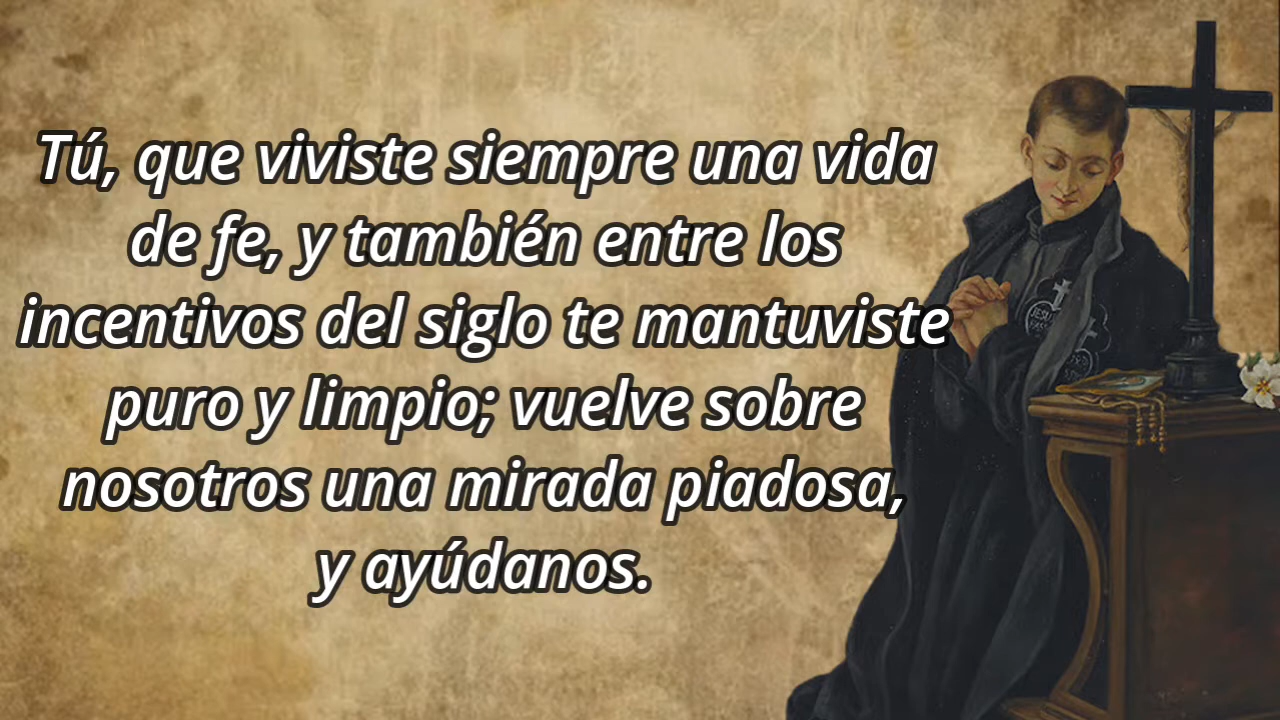 Tú, que viviste siempre una vida
de fe, y también entre los
incentivos del siglo te mantuviste
puro y limpio; vuelve sobre
nosotros una mirada piadosa,
y ayúdanos.
JESU